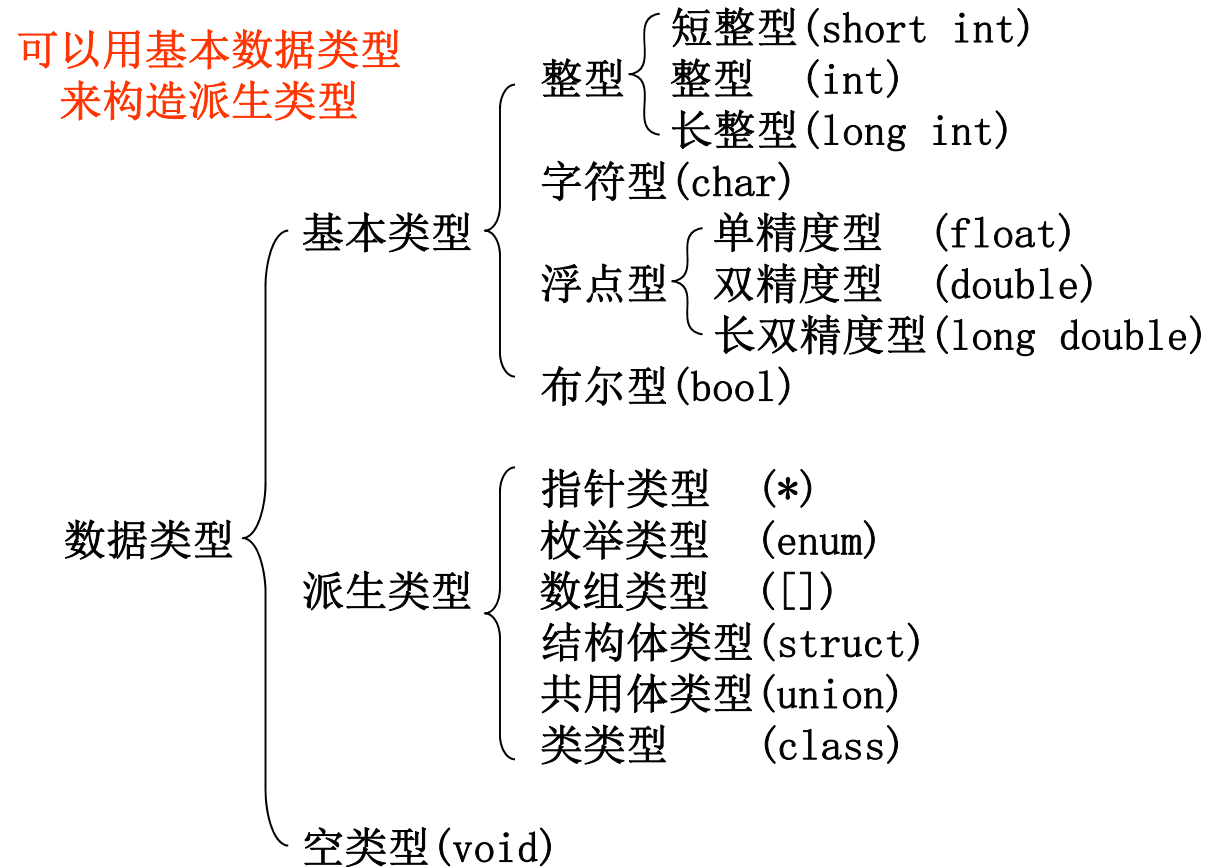 可以用基本数据类型
来构造派生类型
短整型(short int)
整型
整型 (int)
长整型(long int)
字符型(char)
基本类型
单精度型 (float)
浮点型
双精度型 (double)
长双精度型(long double)
布尔型(bool)
数据类型
指针类型 (*)
枚举类型 (enum)
派生类型
数组类型 ([])
结构体类型(struct)
共用体类型(union)
类类型 (class)
空类型(void)